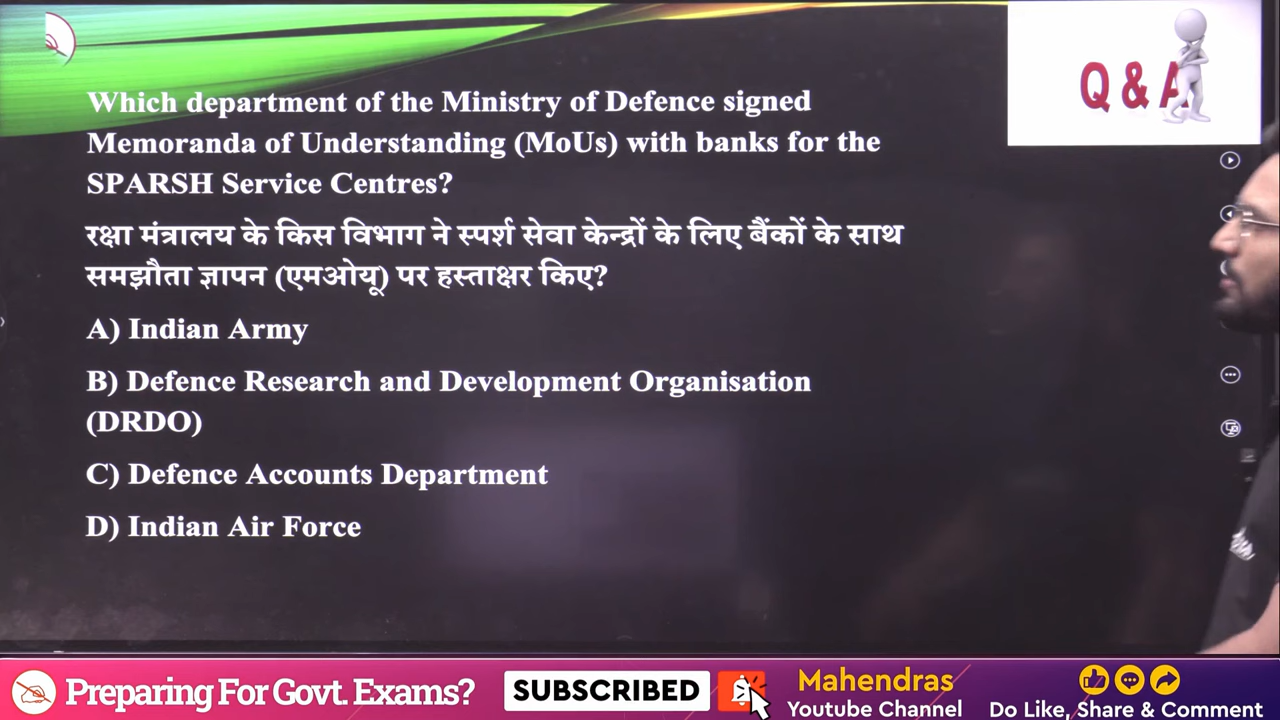 Q & A
Which department of the Ministry of Defence signed
Memoranda of Understanding (MoUs) with banks for the
SPARSH Service Centres?
रक्षा मंत्रालय के किस विभाग ने स्पर्श सेवा केन्द्रों के लिए बैंकों के साथ
समझौता ज्ञापन (एमओयू) पर हस्ताक्षर किए?
A) Indian Army
B) Defence Research and Development Organisation
(DRDO)
C) Defence Accounts Department
D) Indian Air Force
Preparing For Govt. Exams?
SUBSCRIBED
Mahendras
Youtube Channel
Do Like, Share & Comment